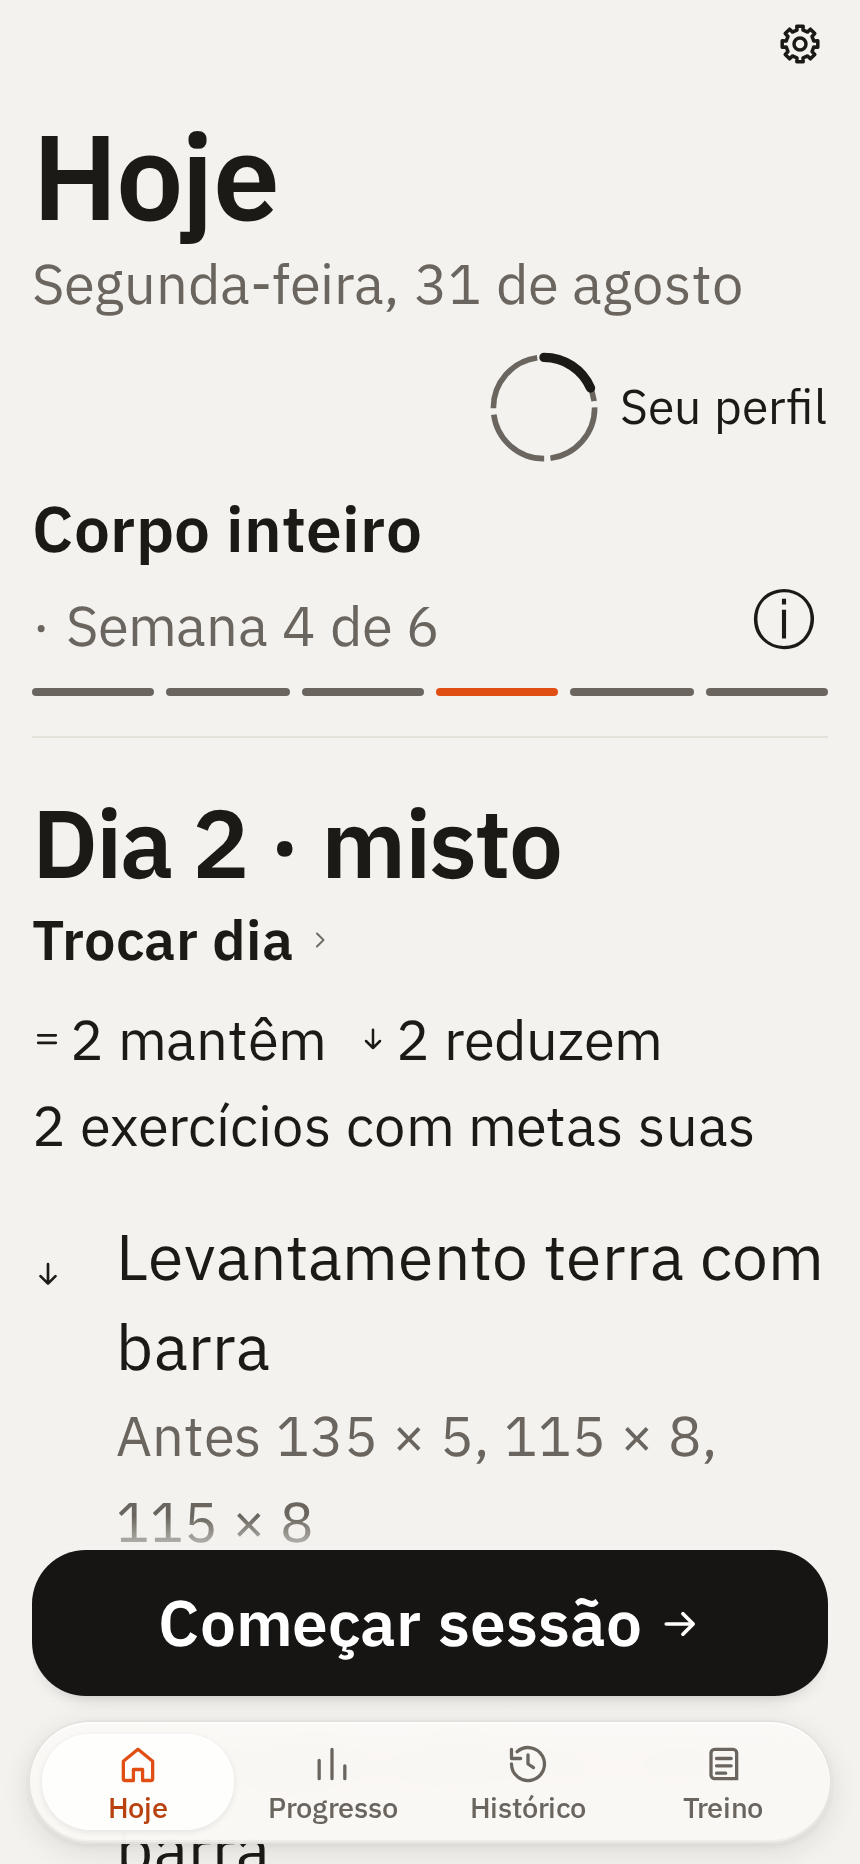 Hoje
Segunda-feira, 31 de agosto
Seu perfil
Corpo inteiro
· Semana 4 de 6
Dia 2 · misto
Trocar dia ›
= 2 mantêm ↓ 2 reduzem
2 exercícios com metas suas
↓ Levantamento terra com
barra
Antes 135 × 5, 115 × 8,
115 × 8
Começar sessão →
Hoje Progresso Histórico Treino
barra